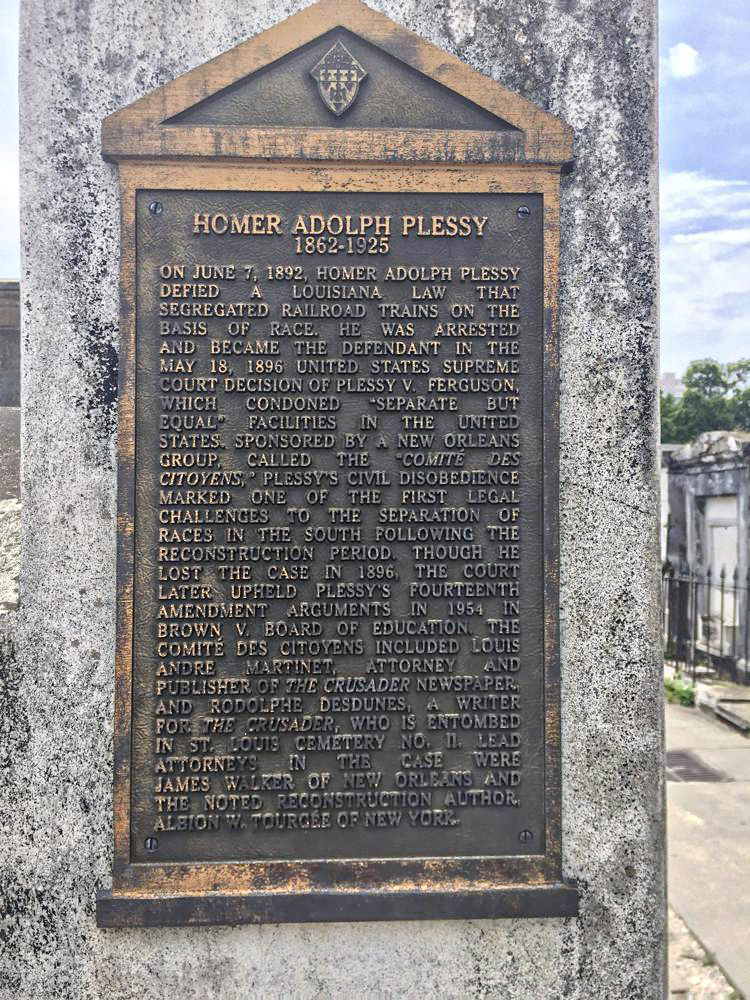 HOMER ADOLPH PLESSY
1862-1925
ON JUNE 7, 1892, HOMER ADOLPH PLESSY
DEFIED A LOUISIANA LAW THAT
SEGREGATED RAILROAD TRAINS ON THE
BASIS OF RACE. HE WAS ARRESTED
AND BECAME THE DEFENDANT IN THE
MAY 18, 1896 UNITED STATES SUPREME
COURT DECISION OF PLESSY V. FERGUSON,
WHICH CONDONED "SEPARATE BUT
EQUAL" FACILITIES IN THE UNITED
STATES. SPONSORED BY A NEW ORLEANS
GROUP, CALLED THE "COMITÉ DES
CITOYENS," PLESSY'S CIVIL DISOBEDIENCE
MARKED ONE OF THE FIRST LEGAL
CHALLENGES TO THE SEPARATION OF
RACES IN THE SOUTH FOLLOWING THE
RECONSTRUCTION PERIOD. THOUGH HE
LOST THE CASE IN 1896, THE COURT
LATER UPHELD PLESSY'S FOURTEENTH
AMENDMENT ARGUMENTS IN 1954 IN
BROWN V. BOARD OF EDUCATION. THE
COMITÉ DES CITOYENS INCLUDED LOUIS
ANDRE MARTINET, ATTORNEY AND
PUBLISHER OF THE CRUSADER NEWSPAPER,
AND RODOLPHE DESDUNES, A WRITER
FOR THE CRUSADER, WHO IS ENTOMBED
IN ST. LOUIS CEMETERY NO. II. LEAD
ATTORNEYS IN THE CASE WERE
JAMES WALKER OF NEW ORLEANS AND
THE NOTED RECONSTRUCTION AUTHOR,
ALBION W. TOURGÉE OF NEW YORK.